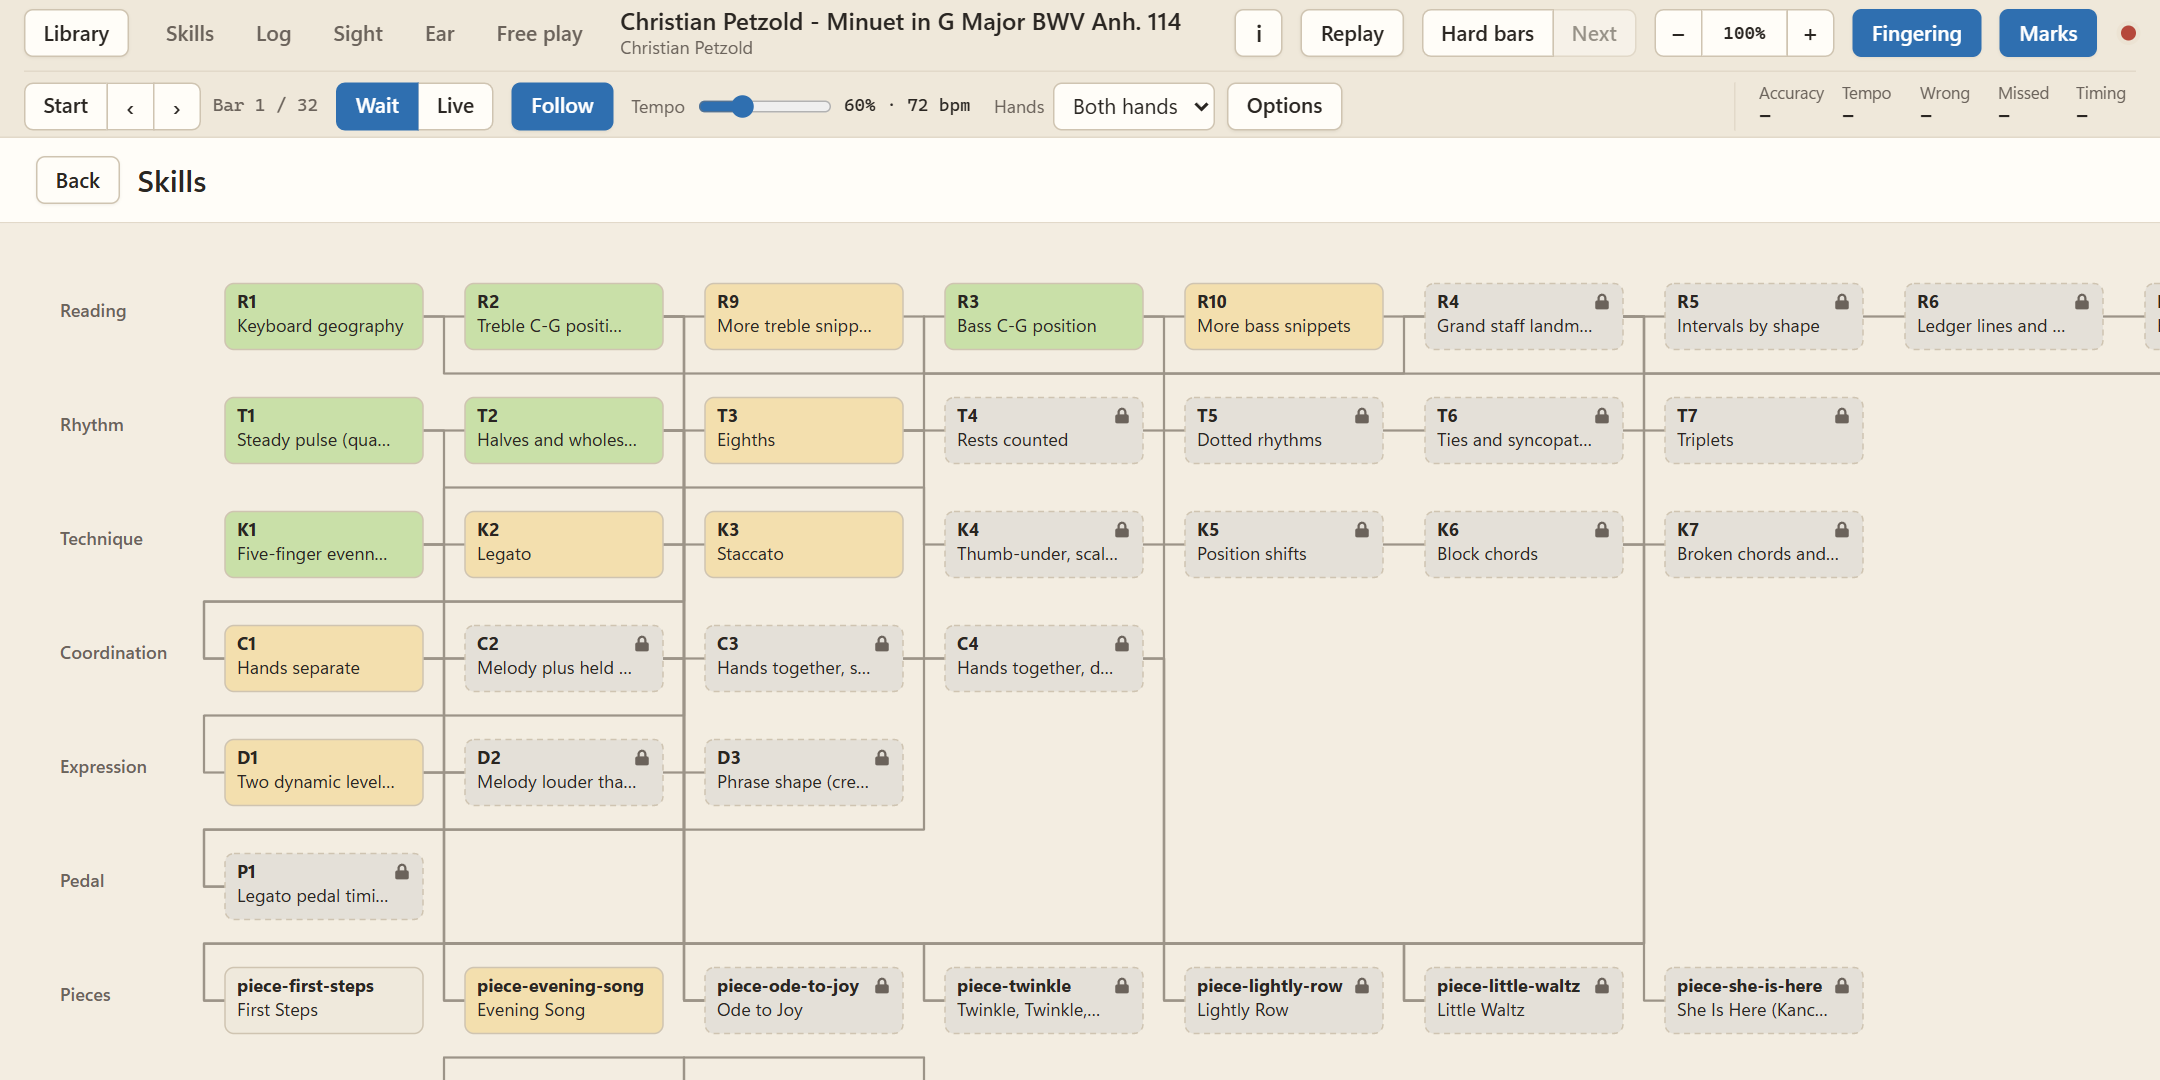 Library
Skills
Log
Sight
Ear
Free play
Christian Petzold - Minuet in G Major BWV Anh. 114
Christian Petzold
i
Replay
Hard bars
Next
−
100%
+
Fingering
Marks
Start
‹
›
Bar 1 / 32
Wait
Live
Follow
Tempo
60% · 72 bpm
Hands
Both hands
Options
Accuracy
–
Tempo
–
Wrong
–
Missed
–
Timing
–
Back
Skills
Reading
R1
Keyboard geography
R2
Treble C-G positi...
R9
More treble snipp...
R3
Bass C-G position
R10
More bass snippets
R4
Grand staff landm...
R5
Intervals by shape
R6
Ledger lines and ...
Rhythm
T1
Steady pulse (qua...
T2
Halves and wholes...
T3
Eighths
T4
Rests counted
T5
Dotted rhythms
T6
Ties and syncopat...
T7
Triplets
Technique
K1
Five-finger evenn...
K2
Legato
K3
Staccato
K4
Thumb-under, scal...
K5
Position shifts
K6
Block chords
K7
Broken chords and...
Coordination
C1
Hands separate
C2
Melody plus held ...
C3
Hands together, s...
C4
Hands together, d...
Expression
D1
Two dynamic level...
D2
Melody louder tha...
D3
Phrase shape (cre...
Pedal
P1
Legato pedal timi...
Pieces
piece-first-steps
First Steps
piece-evening-song
Evening Song
piece-ode-to-joy
Ode to Joy
piece-twinkle
Twinkle, Twinkle,...
piece-lightly-row
Lightly Row
piece-little-waltz
Little Waltz
piece-she-is-here
She Is Here (Kanc...